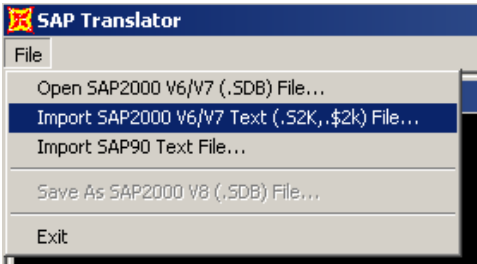 SAP Translator
File
Open SAP2000 V6/V7 (.SDB) File...
Import SAP2000 V6/V7 Text (.S2K,.$2k) File...
Import SAP90 Text File...
Save As SAP2000 V8 (.SDB) File...
Exit